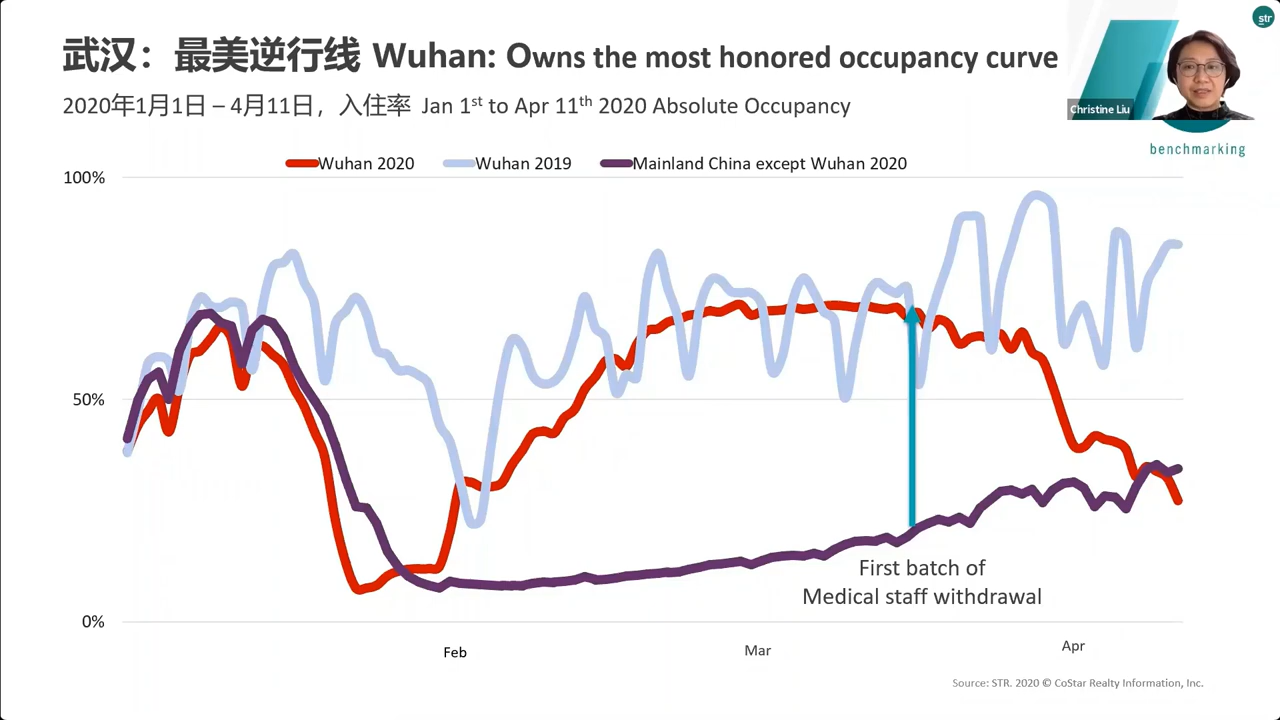 武汉：最美逆行线 Wuhan: Owns the most honored occupancy curve
2020年1月1日 – 4月11日，入住率 Jan 1st to Apr 11th 2020 Absolute Occupancy
str
Christine Liu
benchmarking
Wuhan 2020 Wuhan 2019 Mainland China except Wuhan 2020
100%
50%
0%
First batch of
Medical staff withdrawal
Feb Mar Apr
Source: STR. 2020 © CoStar Realty Information, Inc.